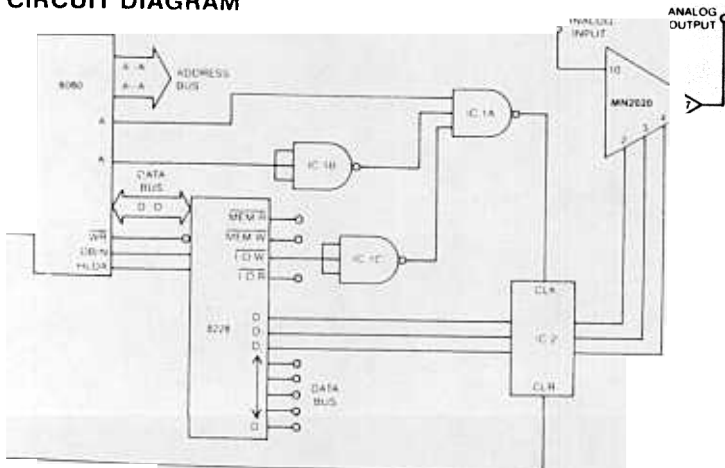 CIRCUIT DIAGRAM
ANALOG
OUTPUT
ANALOG
INPUT
8080
A - A
A - A
ADDRESS
BUS
10
MN2020
7
2 3 4
A
IC 1A
A
IC 1B
DATA
BUS
D D
WR
DBIN
HLDA
MEM R
MEM W
I O W
I O R
IC 1C
8228
CLK
IC 2
CLR
D
D
D
DATA
BUS
D